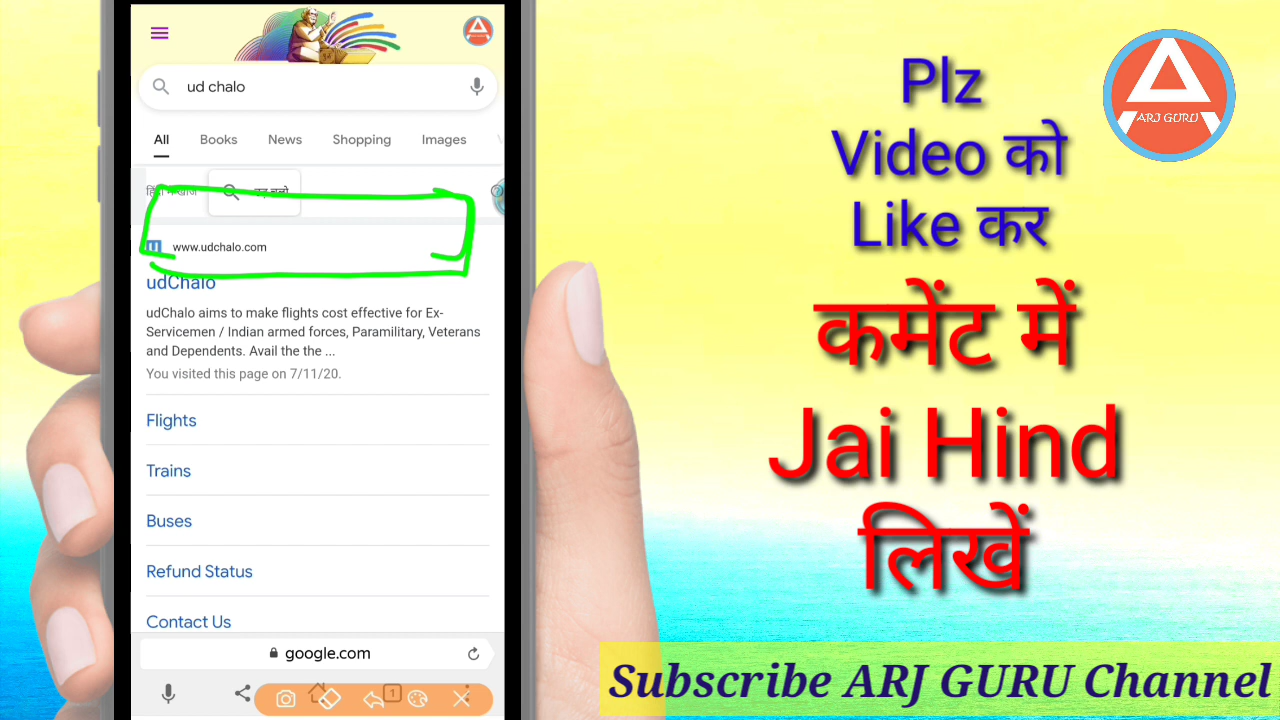 ud chalo
All Books News Shopping Images
हिंदी में खोजें
www.udchalo.com
udChalo
udChalo aims to make flights cost effective for Ex-
Servicemen / Indian armed forces, Paramilitary, Veterans
and Dependents. Avail the the ...
You visited this page on 7/11/20.
Flights
Trains
Buses
Refund Status
Contact Us
google.com
1
Plz
Video को
Like कर
कमेंट में
Jai Hind
लिखें
ARJ GURU
Subscribe ARJ GURU Channel